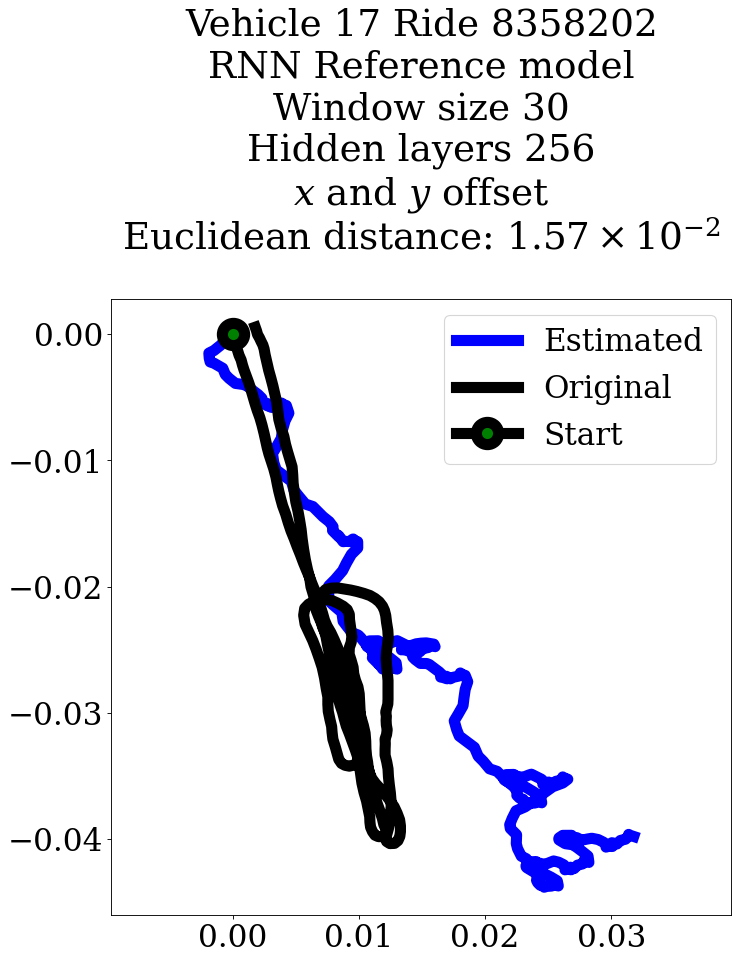 Vehicle 17 Ride 8358202
RNN Reference model
Window size 30
Hidden layers 256
x and y offset
Euclidean distance: 1.57 × 10⁻²
Estimated
Original
Start
0.00
−0.01
−0.02
−0.03
−0.04
0.00 0.01 0.02 0.03